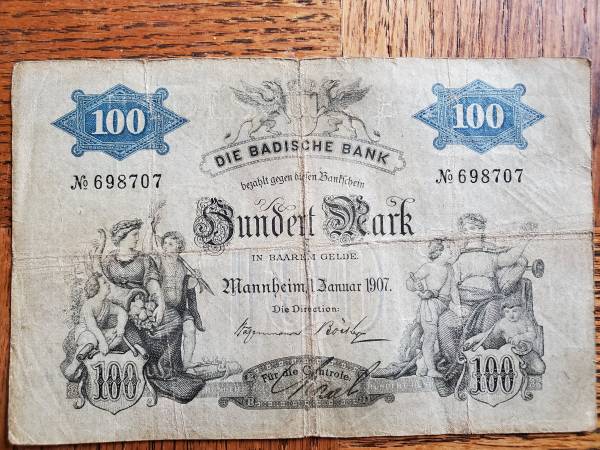 100
100
DIE BADISCHE BANK
№ 698707
№ 698707
bezahlt gegen diesen Bankschein
Hundert Mark
IN BAAREM GELDE.
Mannheim, 1 Januar 1907.
Die Direction:
Für die Controle:
100
100